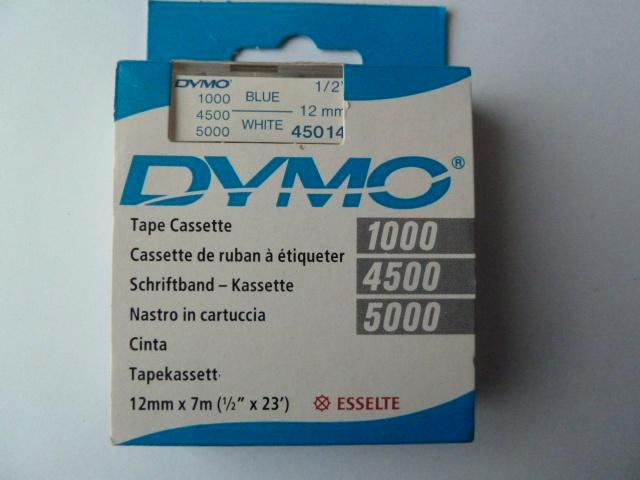 DYMO 1/2"
1000 BLUE
4500 12 mm
5000 WHITE 45014
DYMO®
Tape Cassette
1000
Cassette de ruban à étiqueter
Schriftband – Kassette
4500
Nastro in cartuccia
5000
Cinta
Tapekassett
12mm x 7m (½" x 23') ESSELTE